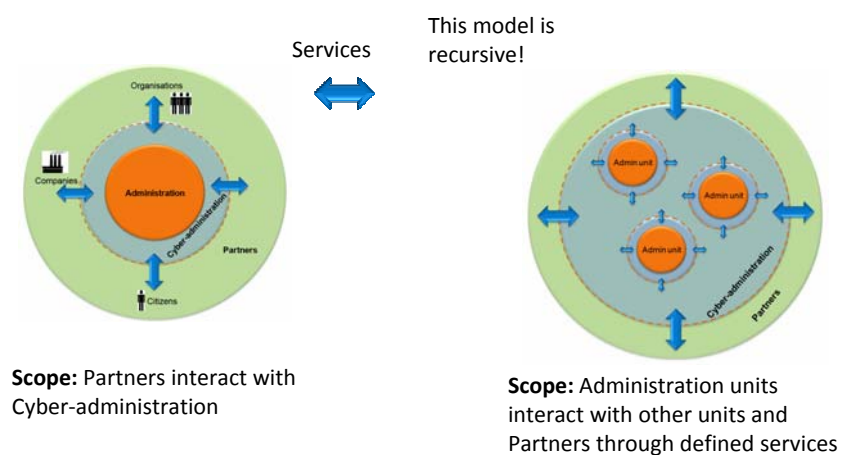 Services
This model is
recursive!
Organisations
Companies
Administration
Cyber-administration
Partners
Citizens
Admin unit
Admin unit
Admin unit
Cyber-administration
Partners
Scope: Partners interact with
Cyber-administration
Scope: Administration units
interact with other units and
Partners through defined services